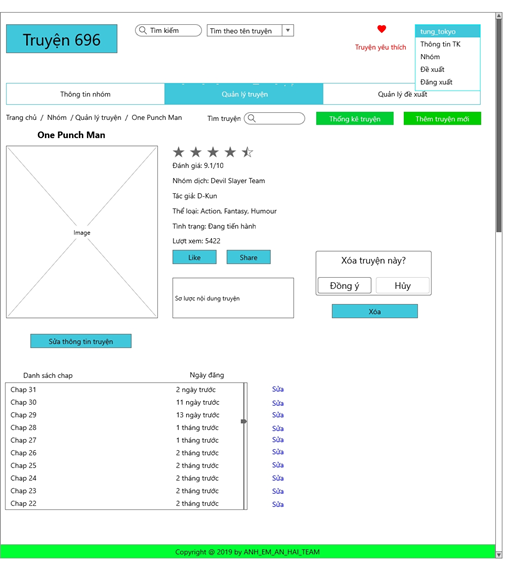 Truyện 696
Tìm kiếm
Tìm theo tên truyện
Truyện yêu thích
tung_tokyo
Thông tin TK
Nhóm
Đề xuất
Đăng xuất
Thông tin nhóm
Quản lý truyện
Quản lý đề xuất
Trang chủ / Nhóm / Quản lý truyện / One Punch Man
Tìm truyện
Thống kê truyện
Thêm truyện mới
One Punch Man
Image
Đánh giá: 9.1/10
Nhóm dịch: Devil Slayer Team
Tác giả: D-Kun
Thể loại: Action, Fantasy, Humour
Tình trạng: Đang tiến hành
Lượt xem: 5422
Like
Share
Sơ lược nội dung truyện
Xóa truyện này?
Đồng ý
Hủy
Xóa
Sửa thông tin truyện
Danh sách chap
Ngày đăng
Chap 31 2 ngày trước Sửa
Chap 30 11 ngày trước Sửa
Chap 29 13 ngày trước Sửa
Chap 28 1 tháng trước Sửa
Chap 27 1 tháng trước Sửa
Chap 26 2 tháng trước Sửa
Chap 25 2 tháng trước Sửa
Chap 24 2 tháng trước Sửa
Chap 23 2 tháng trước Sửa
Chap 22 2 tháng trước Sửa
Copyright @ 2019 by ANH_EM_AN_HAI_TEAM